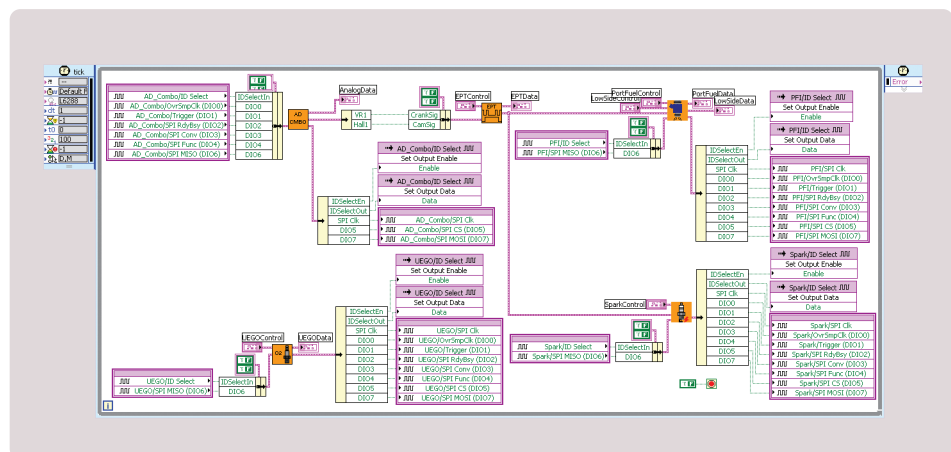 tick
Error
Default
L6288
1
-1
t0 0
100
-1
D,M
AD_Combo/ID Select
AD_Combo/OvrSmpClk (DIO0)
AD_Combo/Trigger (DIO1)
AD_Combo/SPI RdyBsy (DIO2)
AD_Combo/SPI Conv (DIO3)
AD_Combo/SPI Func (DIO4)
AD_Combo/SPI MISO (DIO6)
IDSelectIn
DIO0
DIO1
DIO2
DIO3
DIO4
DIO6
AD
OMBO
AnalogData
VR1
Hall1
CrankSig
CamSig
EPTControl
EPT
EPTData
AD_Combo/ID Select
Set Output Enable
Enable
AD_Combo/ID Select
Set Output Data
Data
IDSelectEn
IDSelectOut
SPI Clk
DIO5
DIO7
AD_Combo/SPI Clk
AD_Combo/SPI CS (DIO5)
AD_Combo/SPI MOSI (DIO7)
PortFuelControl
LowSideControl
PortFuelData
LowSideData
PFI/ID Select
PFI/SPI MISO (DIO6)
IDSelectIn
DIO6
PFI/ID Select
Set Output Enable
Enable
PFI/ID Select
Set Output Data
Data
IDSelectEn
IDSelectOut
SPI Clk
DIO0
DIO1
DIO2
DIO3
DIO4
DIO5
DIO7
PFI/SPI Clk
PFI/OvrSmpClk (DIO0)
PFI/Trigger (DIO1)
PFI/SPI RdyBsy (DIO2)
PFI/SPI Conv (DIO3)
PFI/SPI Func (DIO4)
PFI/SPI CS (DIO5)
PFI/SPI MOSI (DIO7)
UEGO/ID Select
UEGO/SPI MISO (DIO6)
IDSelectIn
DIO6
UEGOControl
O2
UEGOData
UEGO/ID Select
Set Output Enable
Enable
UEGO/ID Select
Set Output Data
Data
IDSelectEn
IDSelectOut
SPI Clk
DIO0
DIO1
DIO2
DIO3
DIO4
DIO5
DIO7
UEGO/SPI Clk
UEGO/OvrSmpClk (DIO0)
UEGO/Trigger (DIO1)
UEGO/SPI RdyBsy (DIO2)
UEGO/SPI Conv (DIO3)
UEGO/SPI Func (DIO4)
UEGO/SPI CS (DIO5)
UEGO/SPI MOSI (DIO7)
SparkControl
Spark/ID Select
Spark/SPI MISO (DIO6)
IDSelectIn
DIO6
Spark/ID Select
Set Output Enable
Enable
Spark/ID Select
Set Output Data
Data
IDSelectEn
IDSelectOut
SPI Clk
DIO0
DIO1
DIO2
DIO3
DIO4
DIO5
DIO7
Spark/SPI Clk
Spark/OvrSmpClk (DIO0)
Spark/Trigger (DIO1)
Spark/SPI RdyBsy (DIO2)
Spark/SPI Conv (DIO3)
Spark/SPI Func (DIO4)
Spark/SPI CS (DIO5)
Spark/SPI MOSI (DIO7)
i